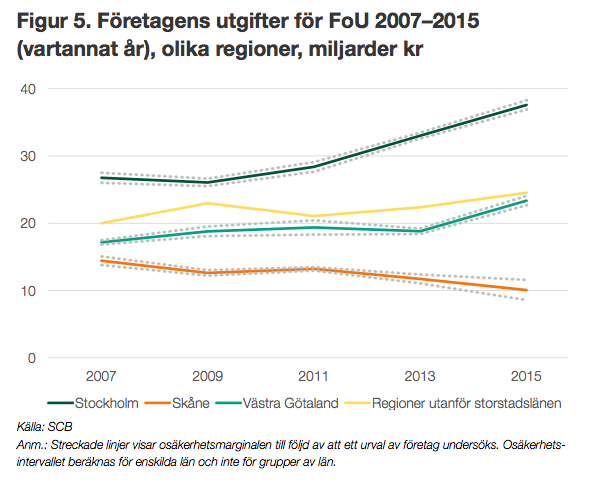 Figur 5. Företagens utgifter för FoU 2007–2015
(vartannat år), olika regioner, miljarder kr
40
30
20
10
0
2007 2009 2011 2013 2015
Stockholm Skåne Västra Götaland Regioner utanför storstadslänen
Källa: SCB
Anm.: Streckade linjer visar osäkerhetsmarginalen till följd av att ett urval av företag undersöks. Osäkerhets-
intervallet beräknas för enskilda län och inte för grupper av län.